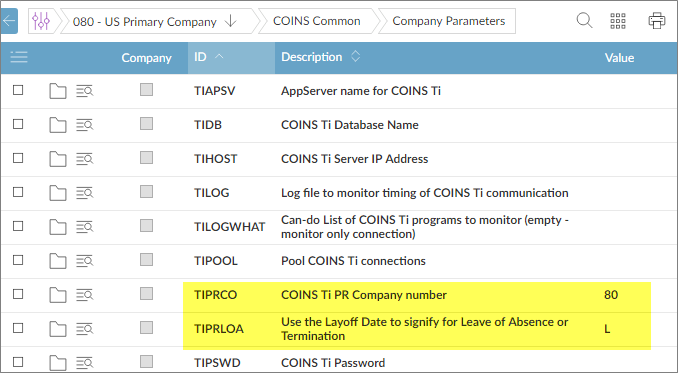 080 - US Primary Company COINS Common Company Parameters
Company ID Description Value
TIAPSV AppServer name for COINS Ti
TIDB COINS Ti Database Name
TIHOST COINS Ti Server IP Address
TILOG Log file to monitor timing of COINS Ti communication
TILOGWHAT Can-do List of COINS Ti programs to monitor (empty -
monitor only connection)
TIPOOL Pool COINS Ti connections
TIPRCO COINS Ti PR Company number 80
TIPRLOA Use the Layoff Date to signify for Leave of Absence or
Termination L
TIPSWD COINS Ti Password